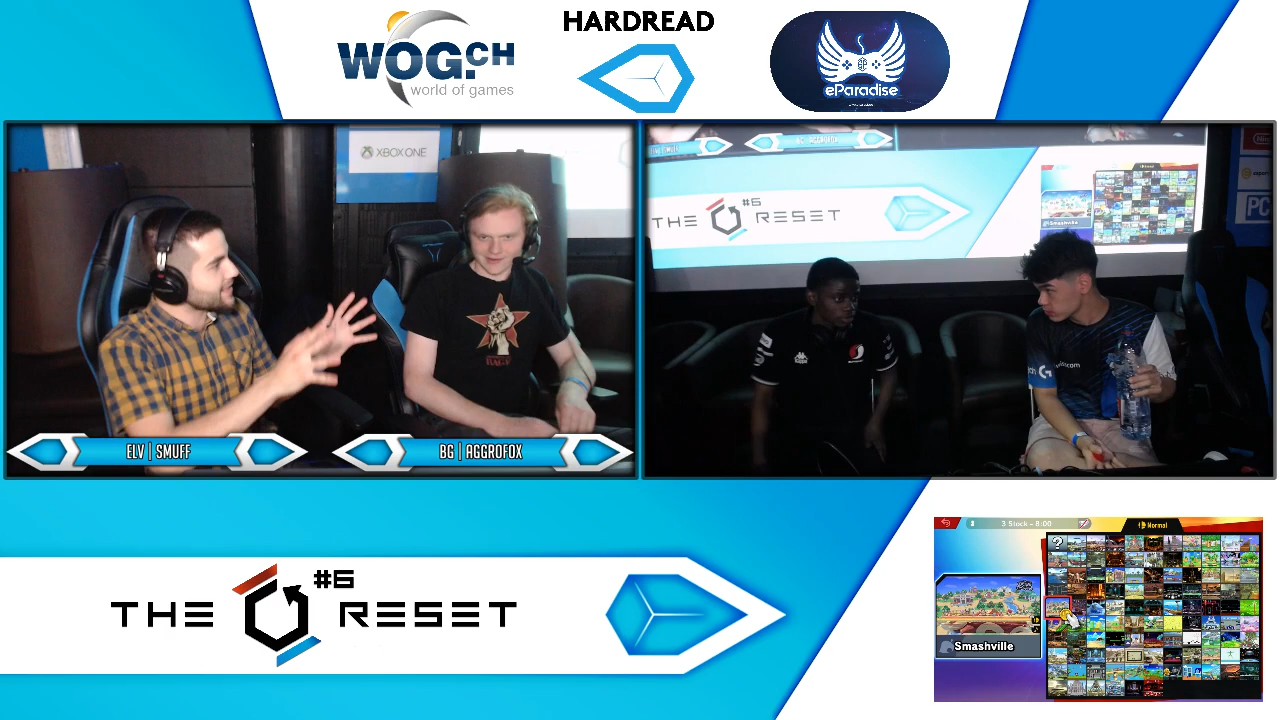 WOG.CH
world of games
HARDREAD
eParadise
XBOX ONE
#6
THE RESET
PC
ELV | SMUFF
BG | AGGROFOX
3 Stock - 8:00
Normal
Smashville
#6
THE RESET